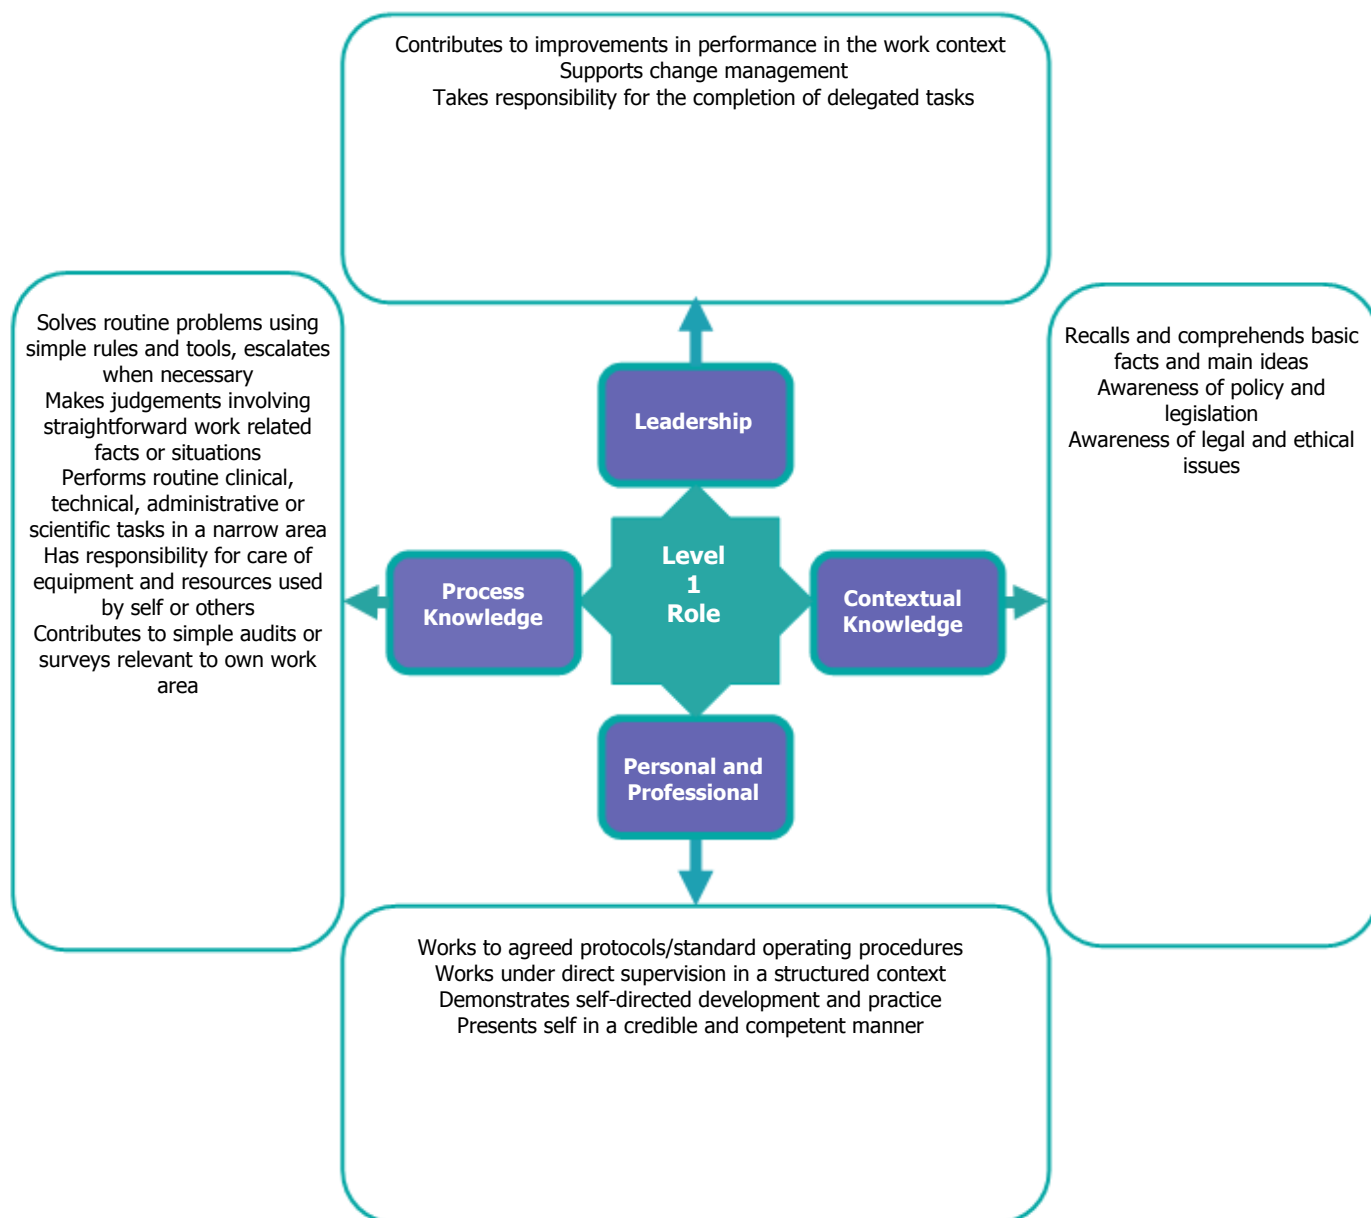 Contributes to improvements in performance in the work context
Supports change management
Takes responsibility for the completion of delegated tasks
Solves routine problems using
simple rules and tools, escalates
when necessary
Makes judgements involving
straightforward work related
facts or situations
Performs routine clinical,
technical, administrative or
scientific tasks in a narrow area
Has responsibility for care of
equipment and resources used
by self or others
Contributes to simple audits or
surveys relevant to own work
area
Leadership
Process
Knowledge
Level
1
Role
Contextual
Knowledge
Personal and
Professional
Recalls and comprehends basic
facts and main ideas
Awareness of policy and
legislation
Awareness of legal and ethical
issues
Works to agreed protocols/standard operating procedures
Works under direct supervision in a structured context
Demonstrates self-directed development and practice
Presents self in a credible and competent manner